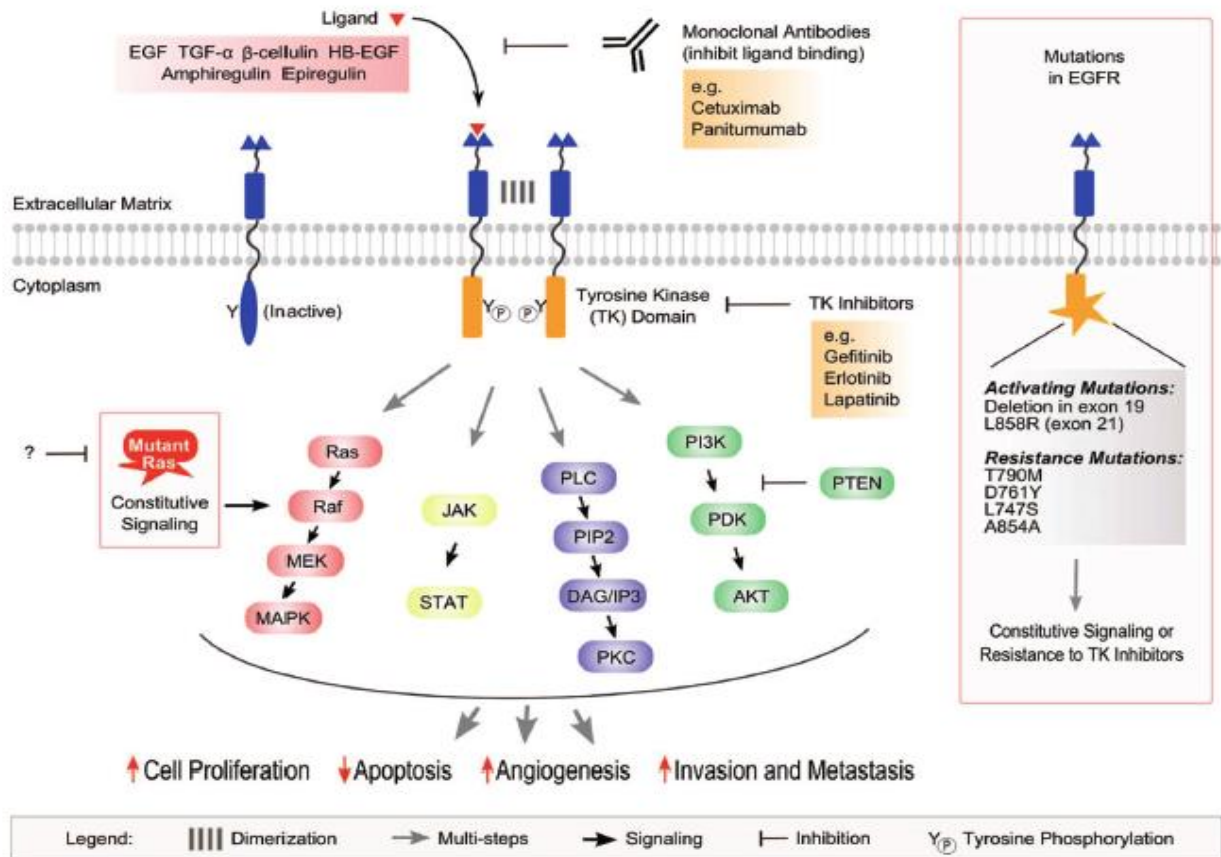 Ligand
EGF TGF-α β-cellulin HB-EGF
Amphiregulin Epiregulin
Monoclonal Antibodies
(inhibit ligand binding)
e.g.
Cetuximab
Panitumumab
Mutations
in EGFR
Extracellular Matrix
Cytoplasm
Y (Inactive)
Y P P Y
Tyrosine Kinase
(TK) Domain
TK Inhibitors
e.g.
Gefitinib
Erlotinib
Lapatinib
Activating Mutations:
Deletion in exon 19
L858R (exon 21)
Resistance Mutations:
T790M
D761Y
L747S
A854A
Constitutive Signaling or
Resistance to TK Inhibitors
?
Mutant
Ras
Constitutive
Signaling
Ras
Raf
MEK
MAPK
JAK
STAT
PLC
PIP2
DAG/IP3
PKC
PI3K
PDK
AKT
PTEN
Cell Proliferation Apoptosis Angiogenesis Invasion and Metastasis
Legend: Dimerization Multi-steps Signaling Inhibition Y P Tyrosine Phosphorylation